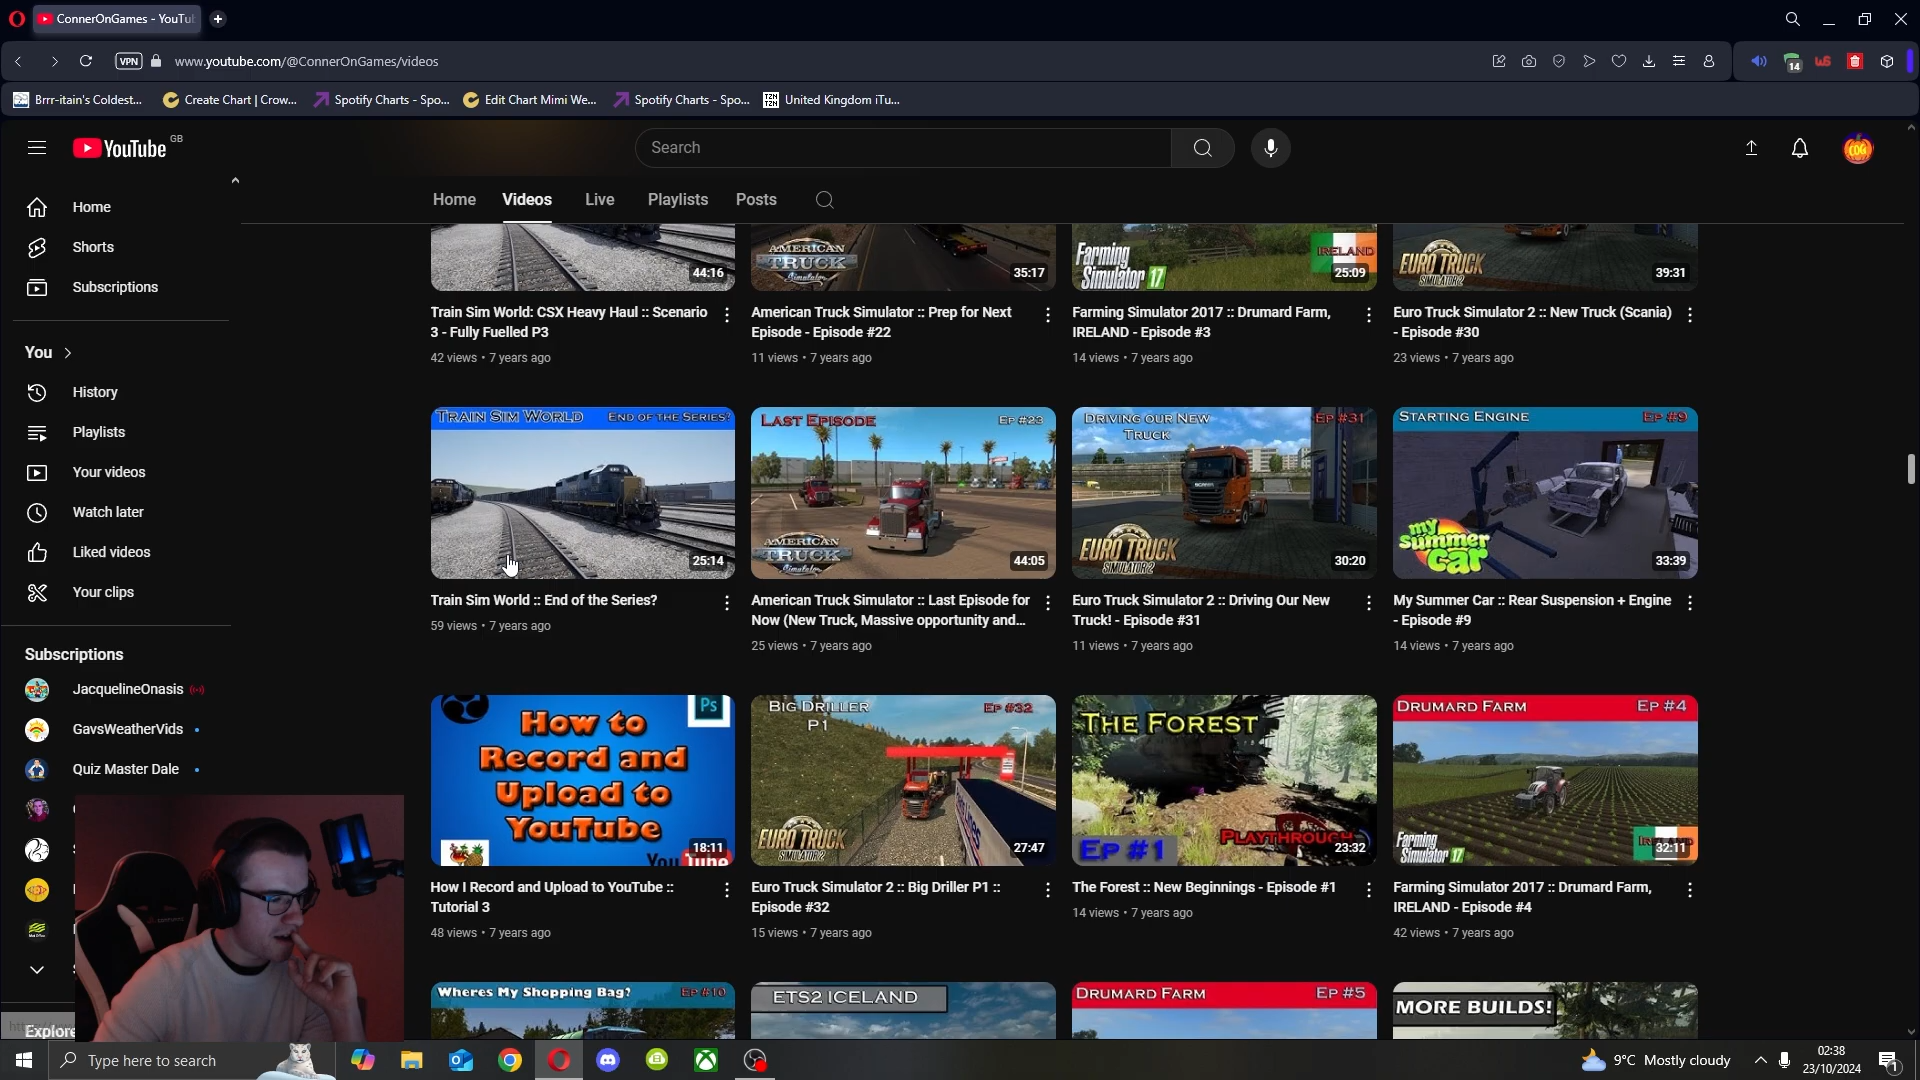 ConnerOnGames - YouTu
VPN
www.youtube.com/@ConnerOnGames/videos
14
Brrr-itain's Coldest...
Create Chart | Crow...
Spotify Charts - Spo...
Edit Chart Mimi We...
Spotify Charts - Spo...
United Kingdom iTu...
YouTube GB
Search
Home
Videos
Live
Playlists
Posts
Home
Shorts
Subscriptions
You
History
Playlists
Your videos
Watch later
Liked videos
Your clips
Subscriptions
JacquelineOnasis
GavsWeatherVids
Quiz Master Dale
Explore
44:16
Train Sim World: CSX Heavy Haul :: Scenario
3 - Fully Fuelled P3
42 views • 7 years ago
AMERICAN
TRUCK
Simulator
35:17
American Truck Simulator :: Prep for Next
Episode - Episode #22
11 views • 7 years ago
Farming
Simulator 17
IRELAND
25:09
Farming Simulator 2017 :: Drumard Farm,
IRELAND - Episode #3
14 views • 7 years ago
EURO TRUCK
SIMULATOR 2
39:31
Euro Truck Simulator 2 :: New Truck (Scania)
- Episode #30
23 views • 7 years ago
Train Sim World End of the Series?
25:14
Train Sim World :: End of the Series?
59 views • 7 years ago
Last Episode Ep #23
AMERICAN
TRUCK
Simulator
44:05
American Truck Simulator :: Last Episode for
Now (New Truck, Massive opportunity and...
25 views • 7 years ago
Driving our New
Truck
Ep #31
EURO TRUCK
SIMULATOR 2
30:20
Euro Truck Simulator 2 :: Driving Our New
Truck! - Episode #31
11 views • 7 years ago
Starting Engine Ep #9
my
summer
car
33:39
My Summer Car :: Rear Suspension + Engine
- Episode #9
14 views • 7 years ago
Ps
How to
Record and
Upload to
YouTube
18:11
How I Record and Upload to YouTube ::
Tutorial 3
48 views • 7 years ago
Big Driller
P1
Ep #32
EURO TRUCK
SIMULATOR 2
27:47
Euro Truck Simulator 2 :: Big Driller P1 ::
Episode #32
15 views • 7 years ago
The Forest
Ep #1
Playthrough
23:32
The Forest :: New Beginnings - Episode #1
14 views • 7 years ago
Drumard Farm Ep #4
Farming
Simulator 17
32:11
Farming Simulator 2017 :: Drumard Farm,
IRELAND - Episode #4
42 views • 7 years ago
Wheres My Shopping Bag? Ep #10
ETS2 ICELAND
Drumard Farm Ep #5
MORE BUILDS!
Type here to search
9°C Mostly cloudy
02:38
23/10/2024
1